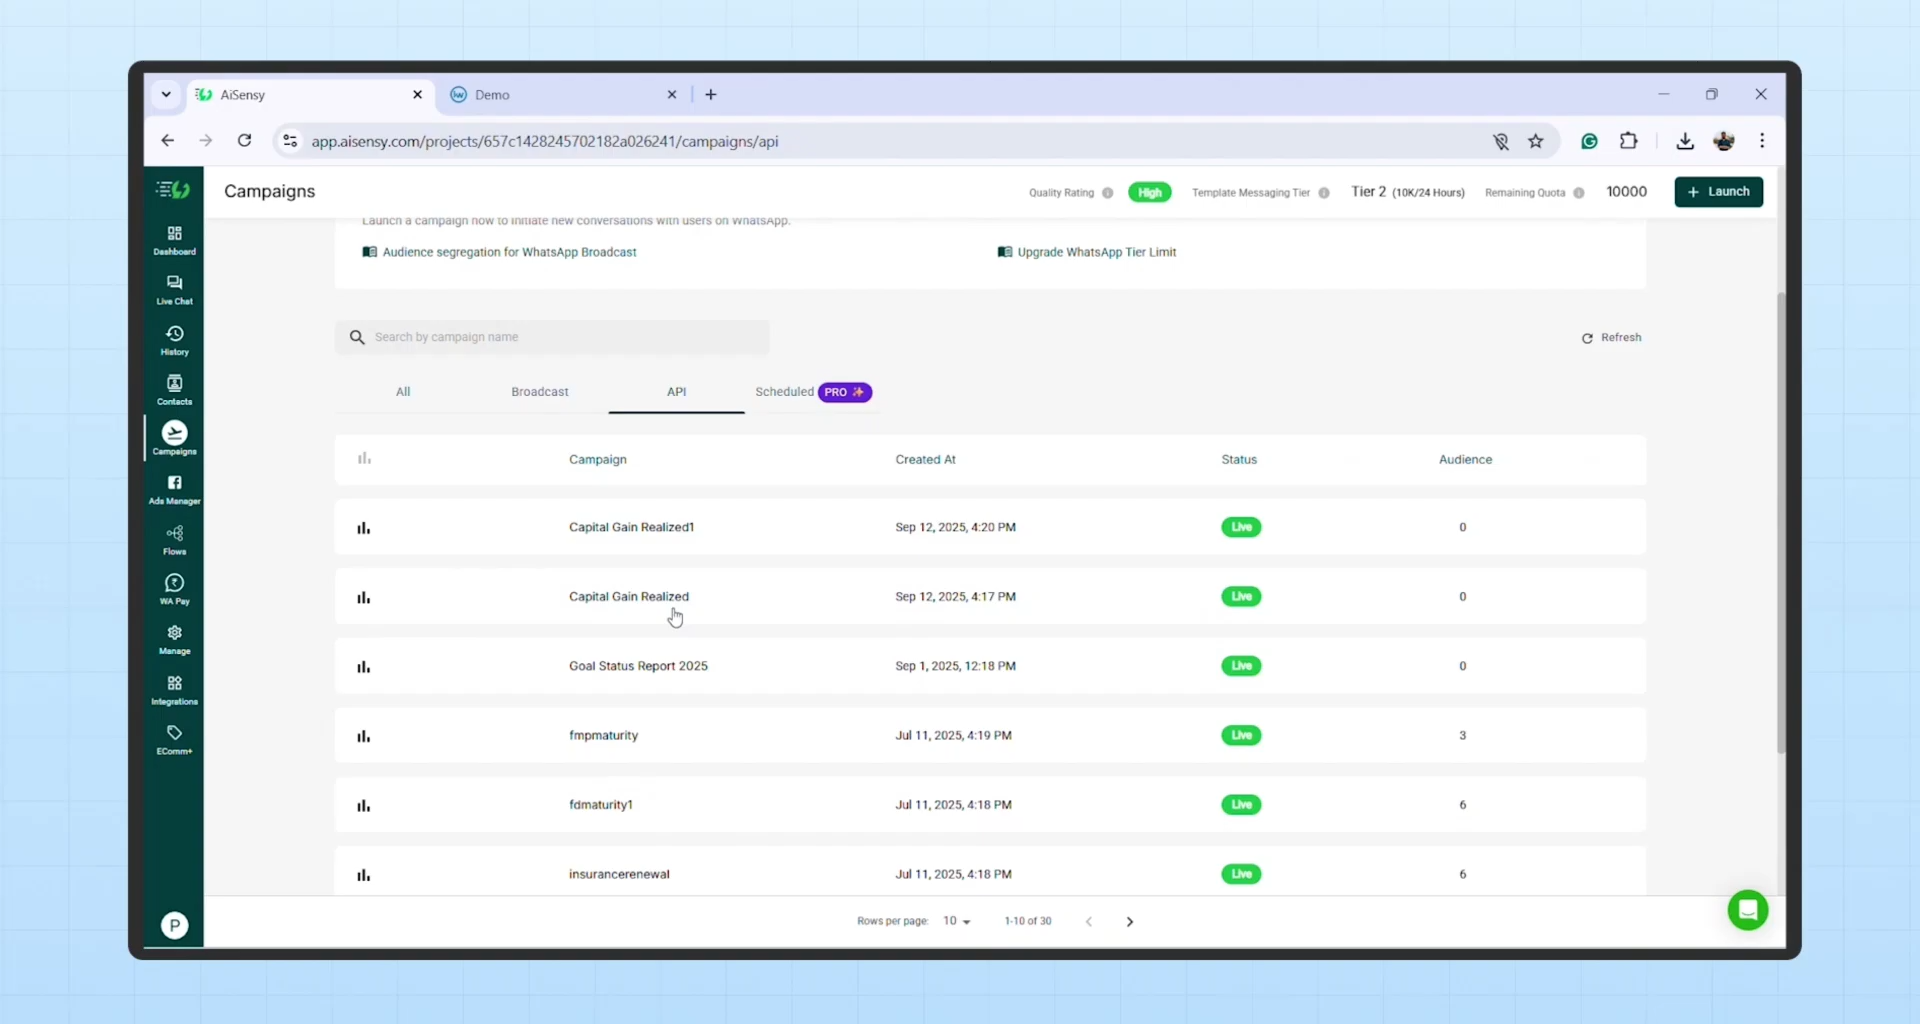 AiSensy
Demo
app.aisensy.com/projects/657c1428245702182a026241/campaigns/api
Campaigns
Quality Rating
High
Template Messaging Tier
Tier 2 (10K/24 Hours)
Remaining Quota
10000
+ Launch
Launch a campaign now to initiate new conversations with users on WhatsApp.
Audience segregation for WhatsApp Broadcast
Upgrade WhatsApp Tier Limit
Dashboard
Live Chat
History
Contacts
Campaigns
Ads Manager
Flows
WA Pay
Manage
Integrations
EComm+
P
Search by campaign name
Refresh
All
Broadcast
API
Scheduled PRO
Campaign Created At Status Audience
Capital Gain Realized1 Sep 12, 2025, 4:20 PM Live 0
Capital Gain Realized Sep 12, 2025, 4:17 PM Live 0
Goal Status Report 2025 Sep 1, 2025, 12:18 PM Live 0
fmpmaturity Jul 11, 2025, 4:19 PM Live 3
fdmaturity1 Jul 11, 2025, 4:18 PM Live 6
insurancerenewal Jul 11, 2025, 4:18 PM Live 6
Rows per page: 10 1-10 of 30